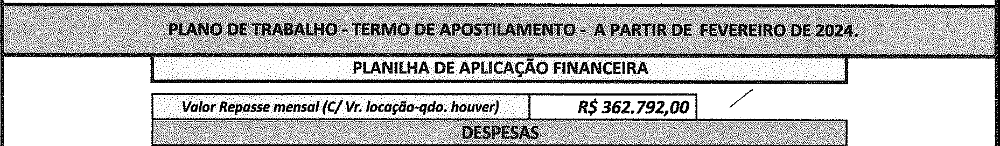 PLANO DE TRABALHO - TERMO DE APOSTILAMENTO - A PARTIR DE FEVEREIRO DE 2024.
PLANILHA DE APLICAÇÃO FINANCEIRA
Valor Repasse mensal (C/ Vr. locação-qdo. houver) R$ 362.792,00
DESPESAS